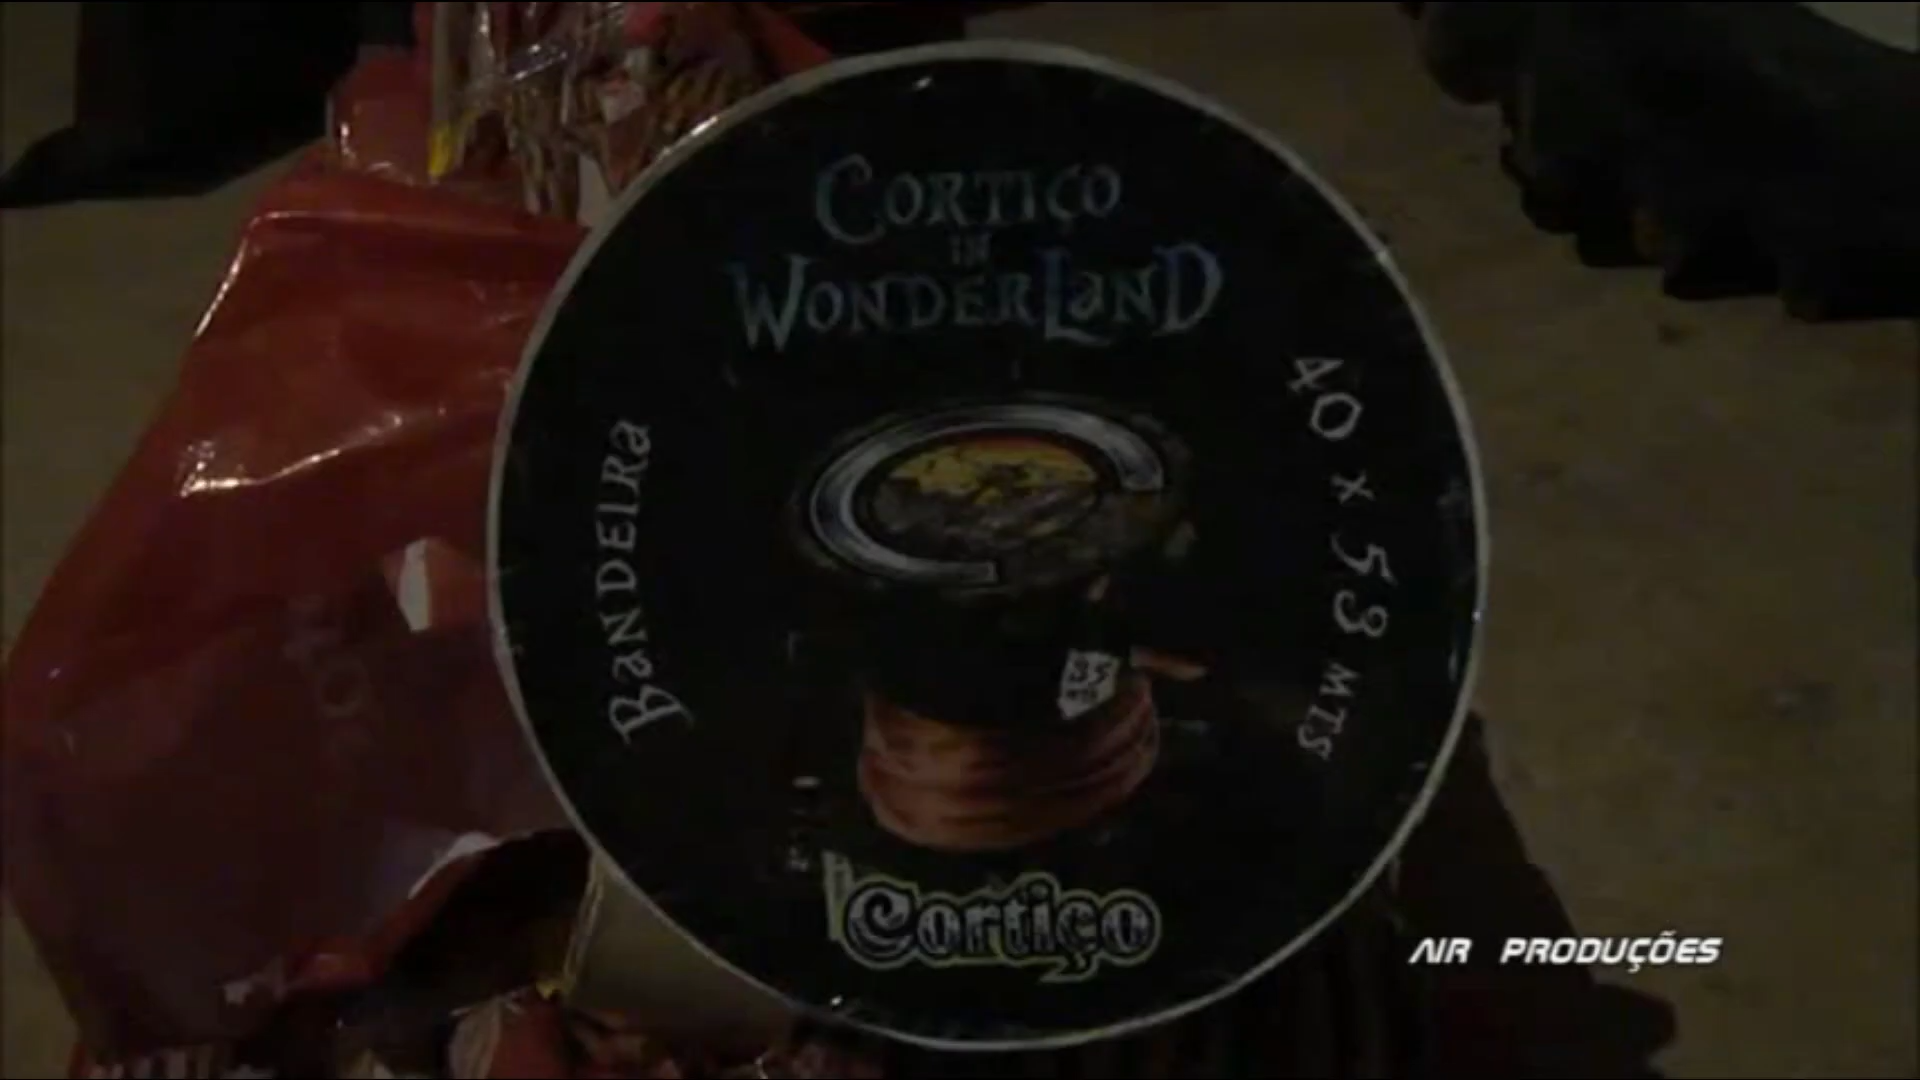 CORTIÇO
IN
WONDERLAND
BANDEIRA
40 x 53 MTS
Cortiço
AIR PRODUÇÕES